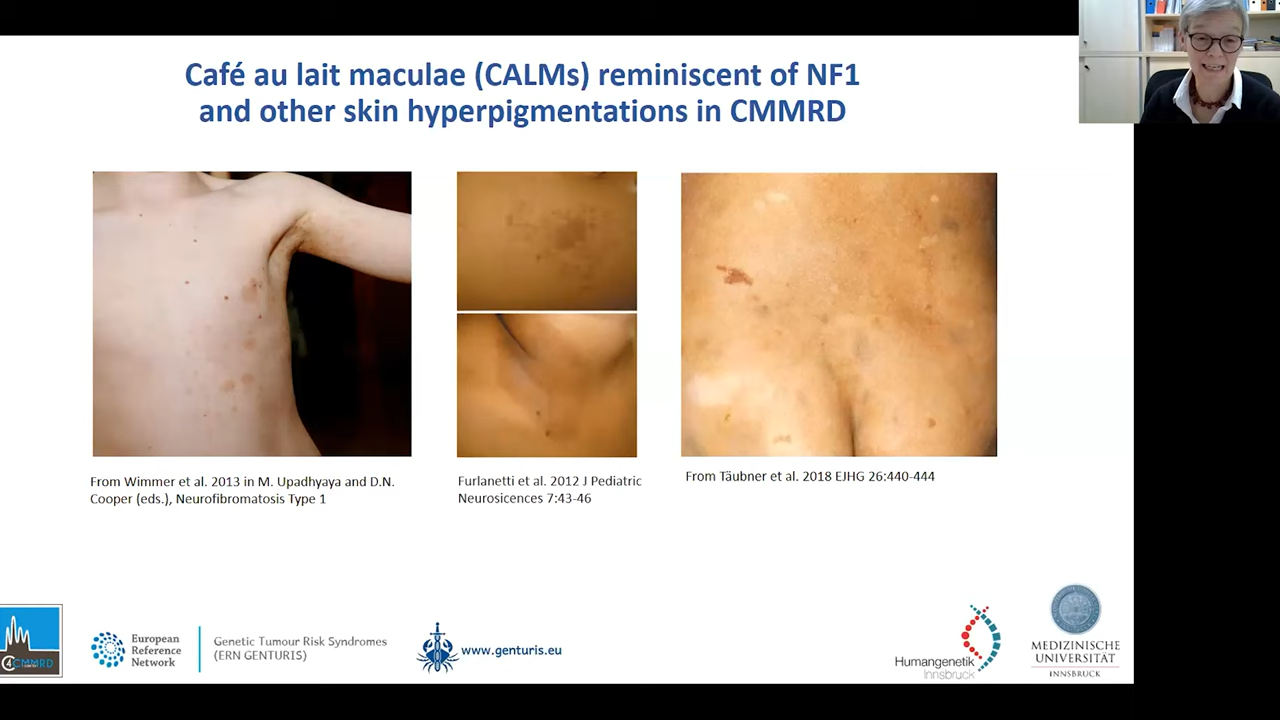 Café au lait maculae (CALMs) reminiscent of NF1
and other skin hyperpigmentations in CMMRD
From Wimmer et al. 2013 in M. Upadhyaya and D.N.
Cooper (eds.), Neurofibromatosis Type 1
Furlanetti et al. 2012 J Pediatric
Neurosicences 7:43-46
From Täubner et al. 2018 EJHG 26:440-444
C4CMMRD
European
Reference
Network
Genetic Tumour Risk Syndromes
(ERN GENTURIS)
www.genturis.eu
Humangenetik
Innsbruck
MEDIZINISCHE
UNIVERSITÄT
INNSBRUCK